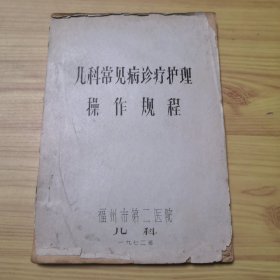 儿科常见病诊疗护理
操作规程
福州市第二医院
儿科
一九七二年